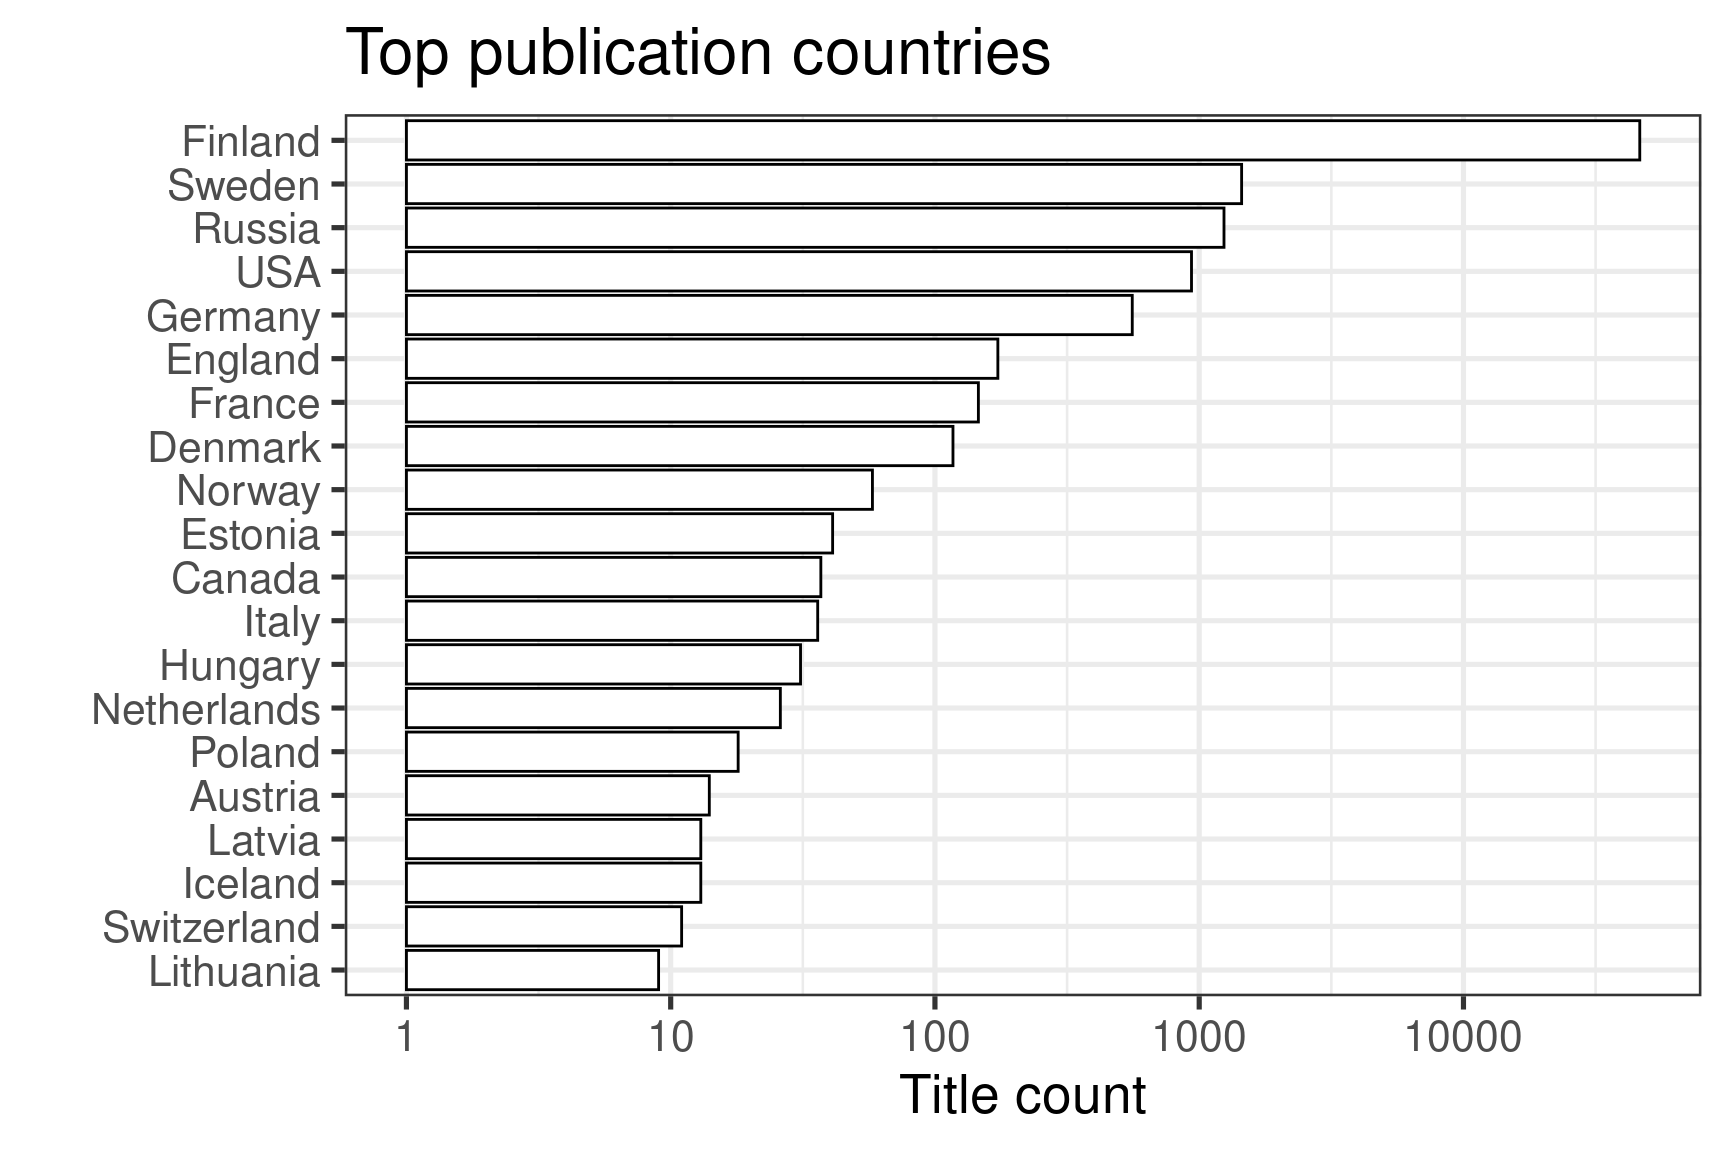 Top publication countries
Finland
Sweden
Russia
USA
Germany
England
France
Denmark
Norway
Estonia
Canada
Italy
Hungary
Netherlands
Poland
Austria
Latvia
Iceland
Switzerland
Lithuania
1 10 100 1000 10000
Title count